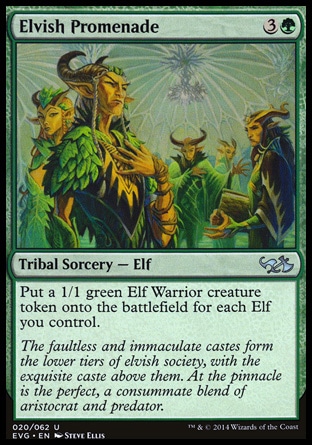 Elvish Promenade 3
Tribal Sorcery — Elf
Put a 1/1 green Elf Warrior creature
token onto the battlefield for each Elf
you control.
The faultless and immaculate castes form
the lower tiers of elvish society, with the
exquisite caste above them. At the pinnacle
is the perfect, a consummate blend of
aristocrat and predator.
020/062 U
EVG • EN Steve Ellis
™ & © 2014 Wizards of the Coast